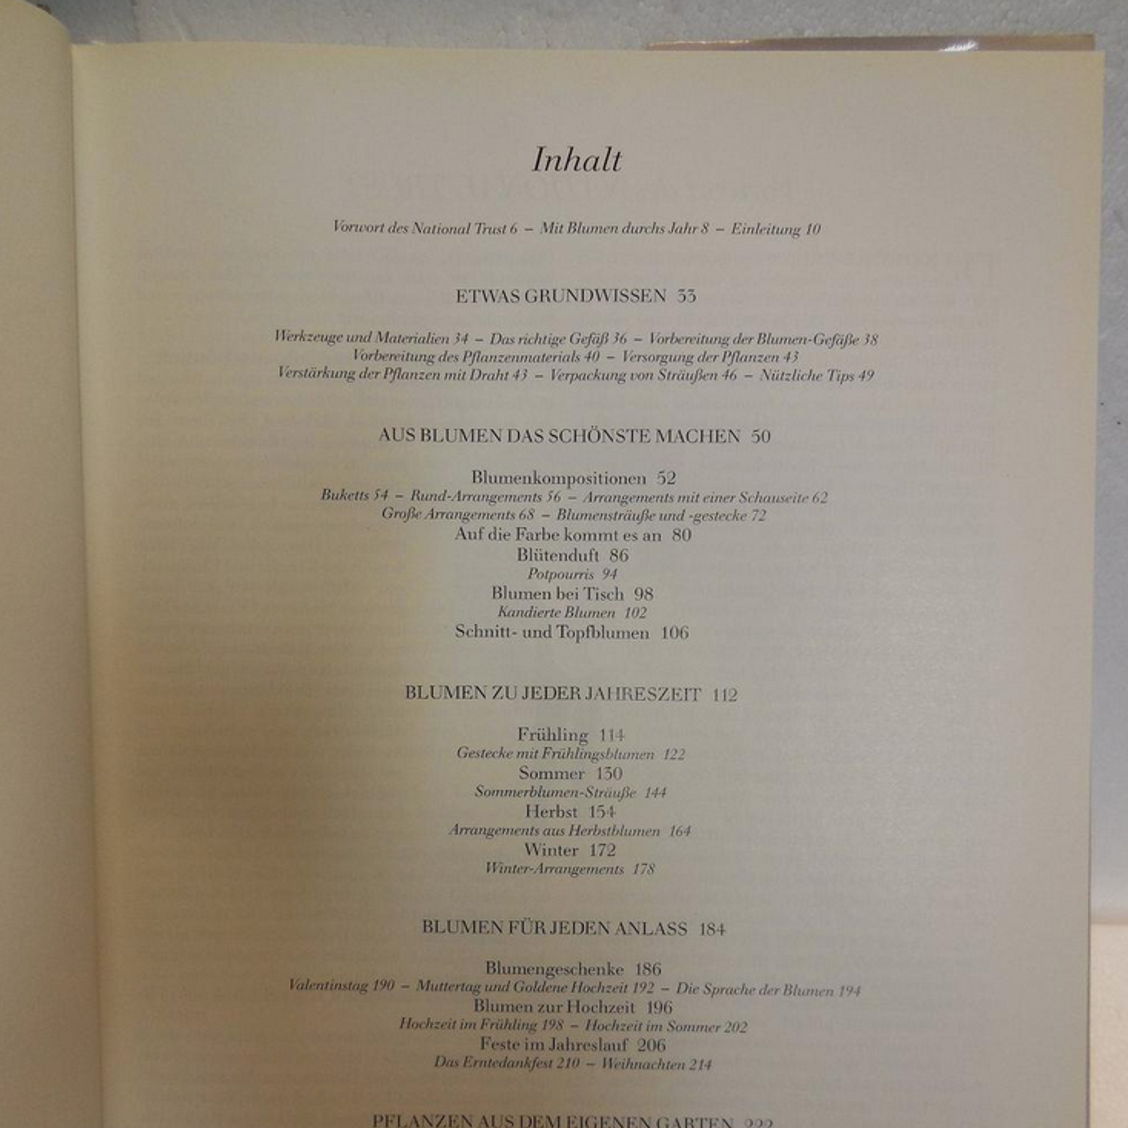 Inhalt
Vorwort des National Trust 6 – Mit Blumen durchs Jahr 8 – Einleitung 10
ETWAS GRUNDWISSEN 33
Werkzeuge und Materialien 34 – Das richtige Gefäß 36 – Vorbereitung der Blumen-Gefäße 38
Vorbereitung des Pflanzenmaterials 40 – Versorgung der Pflanzen 43
Verstärkung der Pflanzen mit Draht 43 – Verpackung von Sträußen 46 – Nützliche Tips 49
AUS BLUMEN DAS SCHÖNSTE MACHEN 50
Blumenkompositionen 52
Buketts 54 – Rund-Arrangements 56 – Arrangements mit einer Schauseite 62
Große Arrangements 68 – Blumensträuße und -gestecke 72
Auf die Farbe kommt es an 80
Blütenduft 86
Potpourris 94
Blumen bei Tisch 98
Kandierte Blumen 102
Schnitt- und Topfblumen 106
BLUMEN ZU JEDER JAHRESZEIT 112
Frühling 114
Gestecke mit Frühlingsblumen 122
Sommer 130
Sommerblumen-Sträuße 144
Herbst 154
Arrangements aus Herbstblumen 164
Winter 172
Winter-Arrangements 178
BLUMEN FÜR JEDEN ANLASS 184
Blumengeschenke 186
Valentinstag 190 – Muttertag und Goldene Hochzeit 192 – Die Sprache der Blumen 194
Blumen zur Hochzeit 196
Hochzeit im Frühling 198 – Hochzeit im Sommer 202
Feste im Jahreslauf 206
Das Erntedankfest 210 – Weihnachten 214
PFLANZEN AUS DEM EIGENEN GARTEN 222